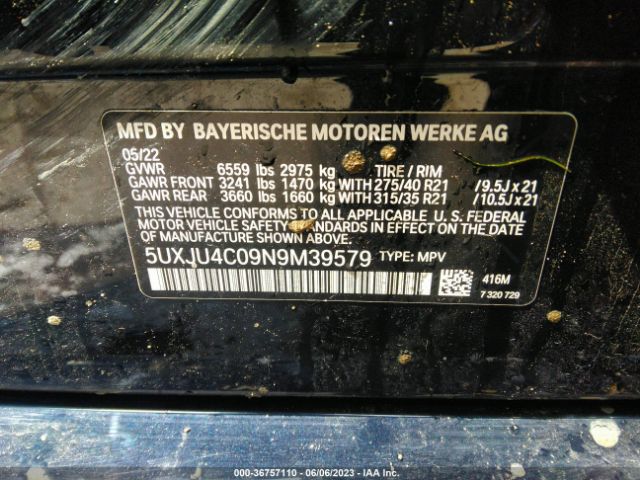 MFD BY BAYERISCHE MOTOREN WERKE AG
05/22
GVWR 6559 lbs 2975 kg TIRE / RIM
GAWR FRONT 3241 lbs 1470 kg WITH 275/40 R21 / 9.5J x 21
GAWR REAR 3660 lbs 1660 kg WITH 315/35 R21 / 10.5J x 21
THIS VEHICLE CONFORMS TO ALL APPLICABLE U. S. FEDERAL
MOTOR VEHICLE SAFETY STANDARDS IN EFFECT ON THE DATE
OF MANUFACTURE SHOWN ABOVE.
5UXJU4C09N9M39579 TYPE: MPV
416M
7 320 729
000-36757110 - 06/06/2023 - IAA Inc.